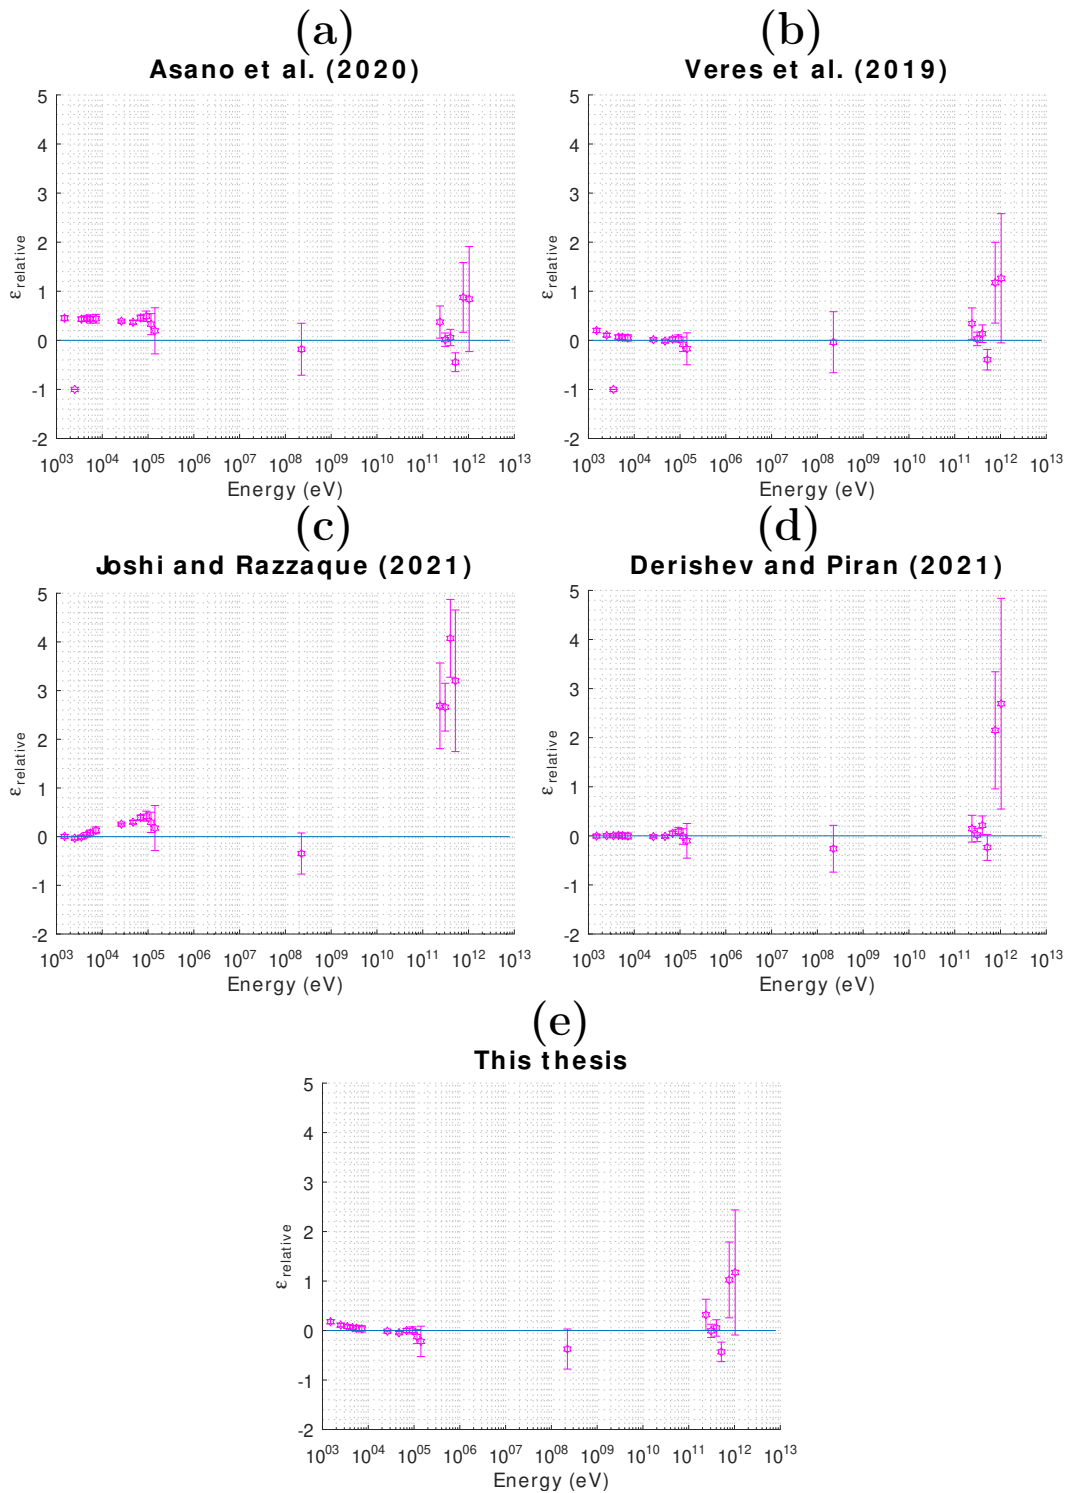 (a)
Asano et al. (2020)
5
4
3
2
1
0
-1
-2
ε relative
10^03 10^04 10^05 10^06 10^07 10^08 10^09 10^10 10^11 10^12 10^13
Energy (eV)
(b)
Veres et al. (2019)
5
4
3
2
1
0
-1
-2
ε relative
10^03 10^04 10^05 10^06 10^07 10^08 10^09 10^10 10^11 10^12 10^13
Energy (eV)
(c)
Joshi and Razzaque (2021)
5
4
3
2
1
0
-1
-2
ε relative
10^03 10^04 10^05 10^06 10^07 10^08 10^09 10^10 10^11 10^12 10^13
Energy (eV)
(d)
Derishev and Piran (2021)
5
4
3
2
1
0
-1
-2
ε relative
10^03 10^04 10^05 10^06 10^07 10^08 10^09 10^10 10^11 10^12 10^13
Energy (eV)
(e)
This thesis
5
4
3
2
1
0
-1
-2
ε relative
10^03 10^04 10^05 10^06 10^07 10^08 10^09 10^10 10^11 10^12 10^13
Energy (eV)